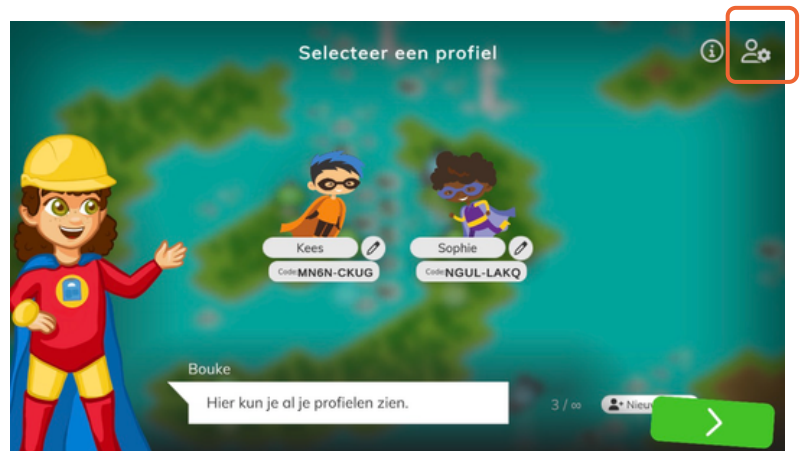 Selecteer een profiel
Kees
Sophie
Code: MN6N-CKUG
Code: NGUL-LAKQ
Bouke
Hier kun je al je profielen zien.
3 / ∞